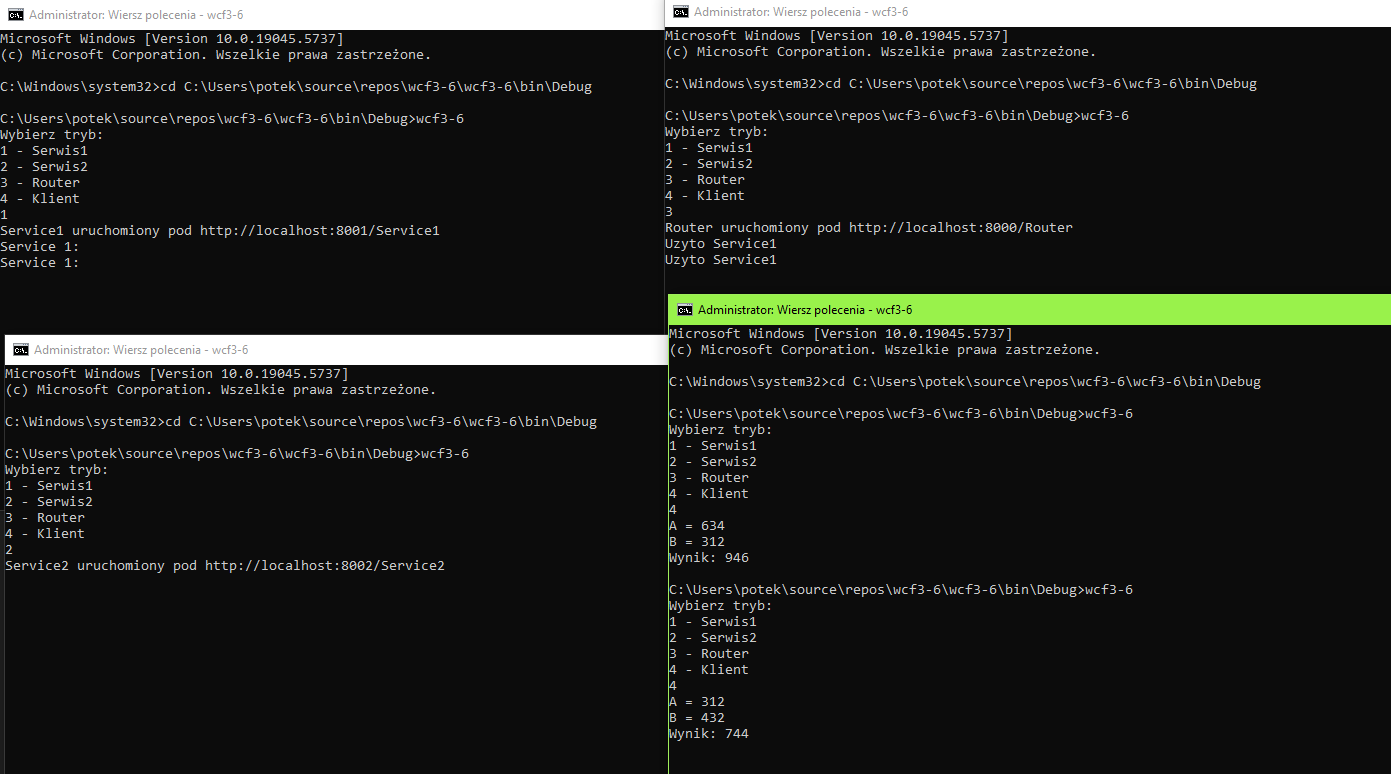 Administrator: Wiersz polecenia - wcf3-6
Microsoft Windows [Version 10.0.19045.5737]
(c) Microsoft Corporation. Wszelkie prawa zastrzeżone.
C:\Windows\system32>cd C:\Users\potek\source\repos\wcf3-6\wcf3-6\bin\Debug
C:\Users\potek\source\repos\wcf3-6\wcf3-6\bin\Debug>wcf3-6
Wybierz tryb:
1 - Serwis1
2 - Serwis2
3 - Router
4 - Klient
1
Service1 uruchomiony pod http://localhost:8001/Service1
Service 1:
Service 1:
Administrator: Wiersz polecenia - wcf3-6
Microsoft Windows [Version 10.0.19045.5737]
(c) Microsoft Corporation. Wszelkie prawa zastrzeżone.
C:\Windows\system32>cd C:\Users\potek\source\repos\wcf3-6\wcf3-6\bin\Debug
C:\Users\potek\source\repos\wcf3-6\wcf3-6\bin\Debug>wcf3-6
Wybierz tryb:
1 - Serwis1
2 - Serwis2
3 - Router
4 - Klient
3
Router uruchomiony pod http://localhost:8000/Router
Uzyto Service1
Uzyto Service1
Administrator: Wiersz polecenia - wcf3-6
Microsoft Windows [Version 10.0.19045.5737]
(c) Microsoft Corporation. Wszelkie prawa zastrzeżone.
C:\Windows\system32>cd C:\Users\potek\source\repos\wcf3-6\wcf3-6\bin\Debug
C:\Users\potek\source\repos\wcf3-6\wcf3-6\bin\Debug>wcf3-6
Wybierz tryb:
1 - Serwis1
2 - Serwis2
3 - Router
4 - Klient
2
Service2 uruchomiony pod http://localhost:8002/Service2
Administrator: Wiersz polecenia - wcf3-6
Microsoft Windows [Version 10.0.19045.5737]
(c) Microsoft Corporation. Wszelkie prawa zastrzeżone.
C:\Windows\system32>cd C:\Users\potek\source\repos\wcf3-6\wcf3-6\bin\Debug
C:\Users\potek\source\repos\wcf3-6\wcf3-6\bin\Debug>wcf3-6
Wybierz tryb:
1 - Serwis1
2 - Serwis2
3 - Router
4 - Klient
4
A = 634
B = 312
Wynik: 946
C:\Users\potek\source\repos\wcf3-6\wcf3-6\bin\Debug>wcf3-6
Wybierz tryb:
1 - Serwis1
2 - Serwis2
3 - Router
4 - Klient
4
A = 312
B = 432
Wynik: 744